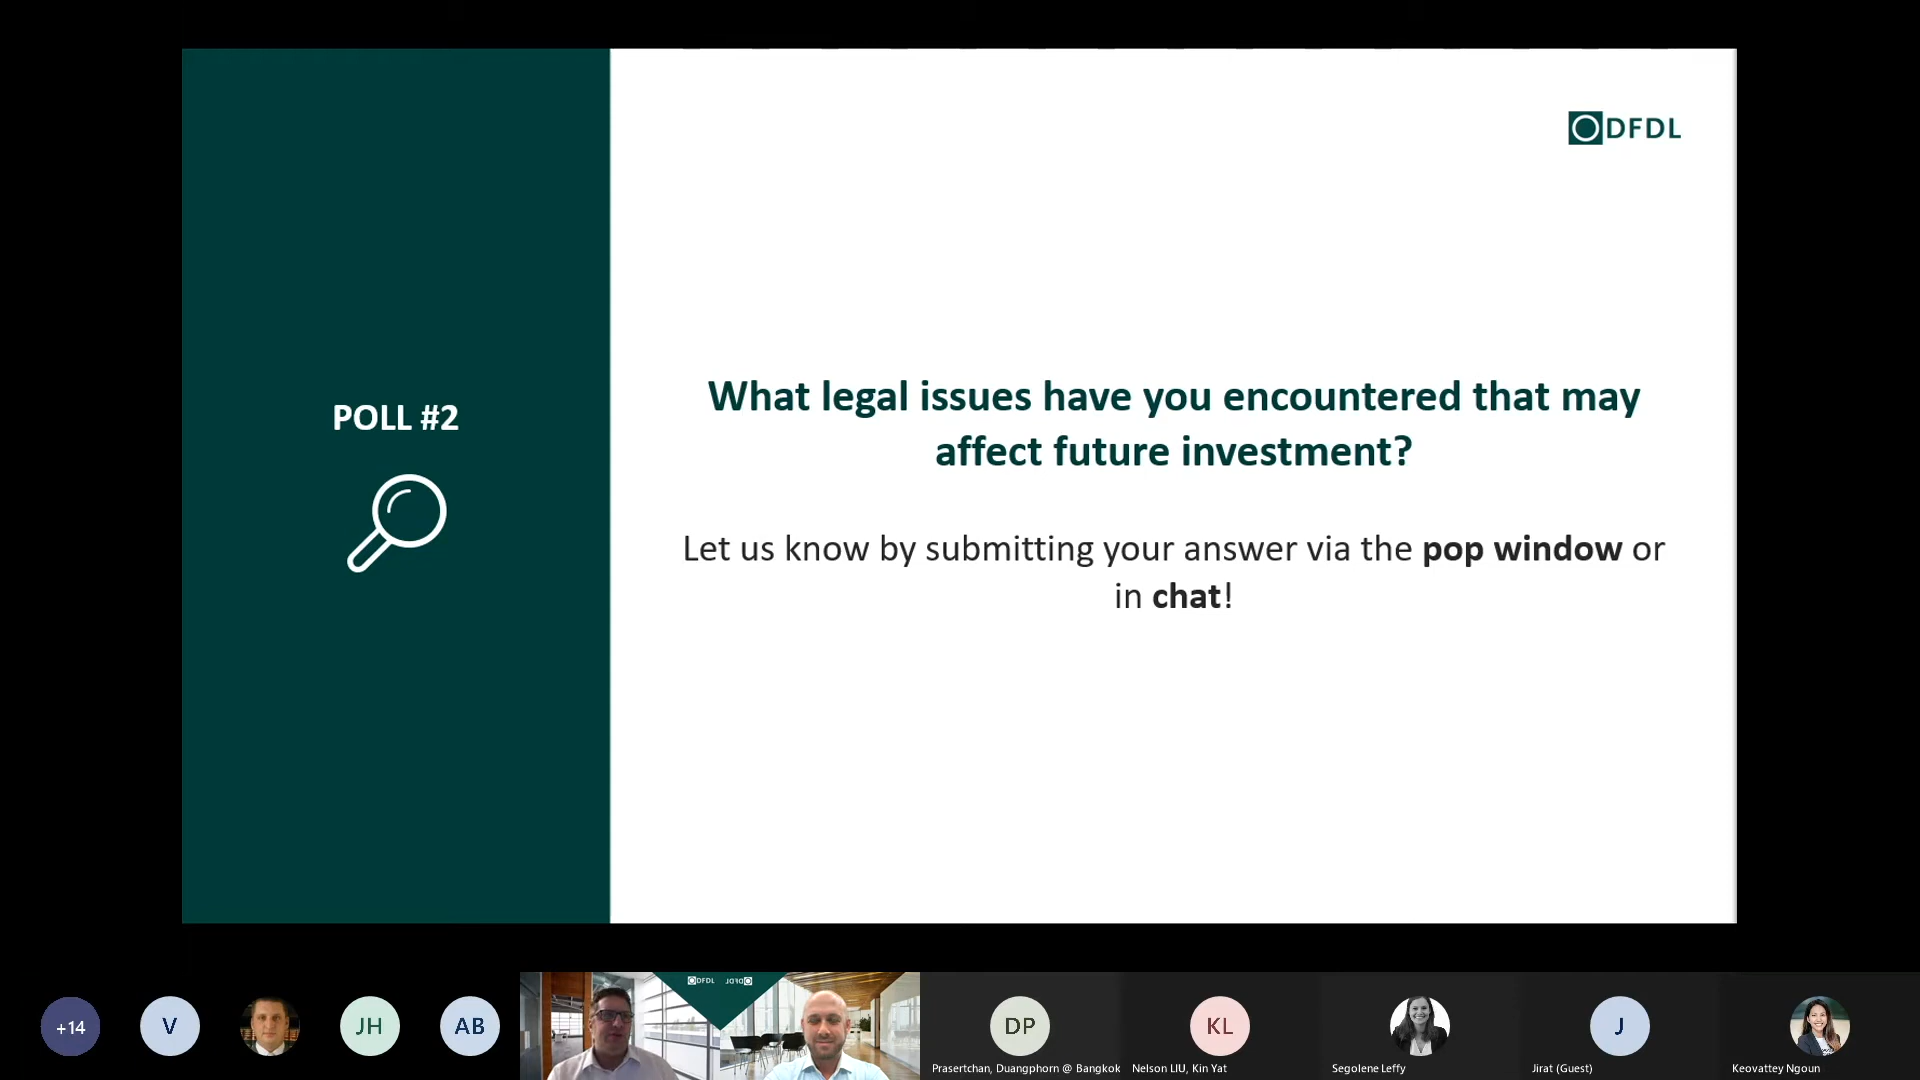 DFDL
POLL #2
What legal issues have you encountered that may
affect future investment?
Let us know by submitting your answer via the pop window or
in chat!
+14
V
JH
AB
DFDL
DFDL
DP
KL
J
Prasertchan, Duangphorn @ Bangkok
Nelson LIU, Kin Yat
Segolene Leffy
Jirat (Guest)
Keovattey Ngoun